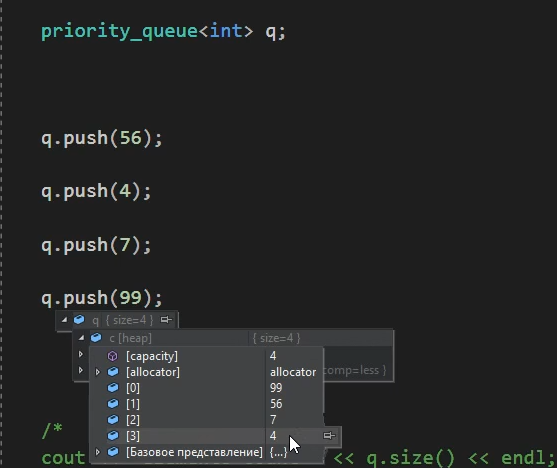 priority_queue<int> q;
q.push(56);
q.push(4);
q.push(7);
q.push(99);
q { size=4 }
c [heap] { size=4 }
[capacity] 4
[allocator] allocator
comp=less }
[0] 99
[1] 56
[2] 7
[3] 4
[Базовое представление] {...}
/*
cout << q.size() << endl;